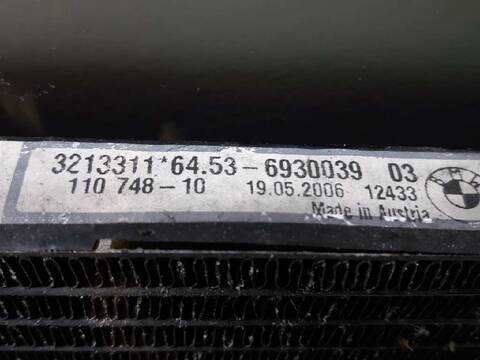 3213311*64.53-6930039 03
110 748-10 19.05.2006 12433
Made in Austria